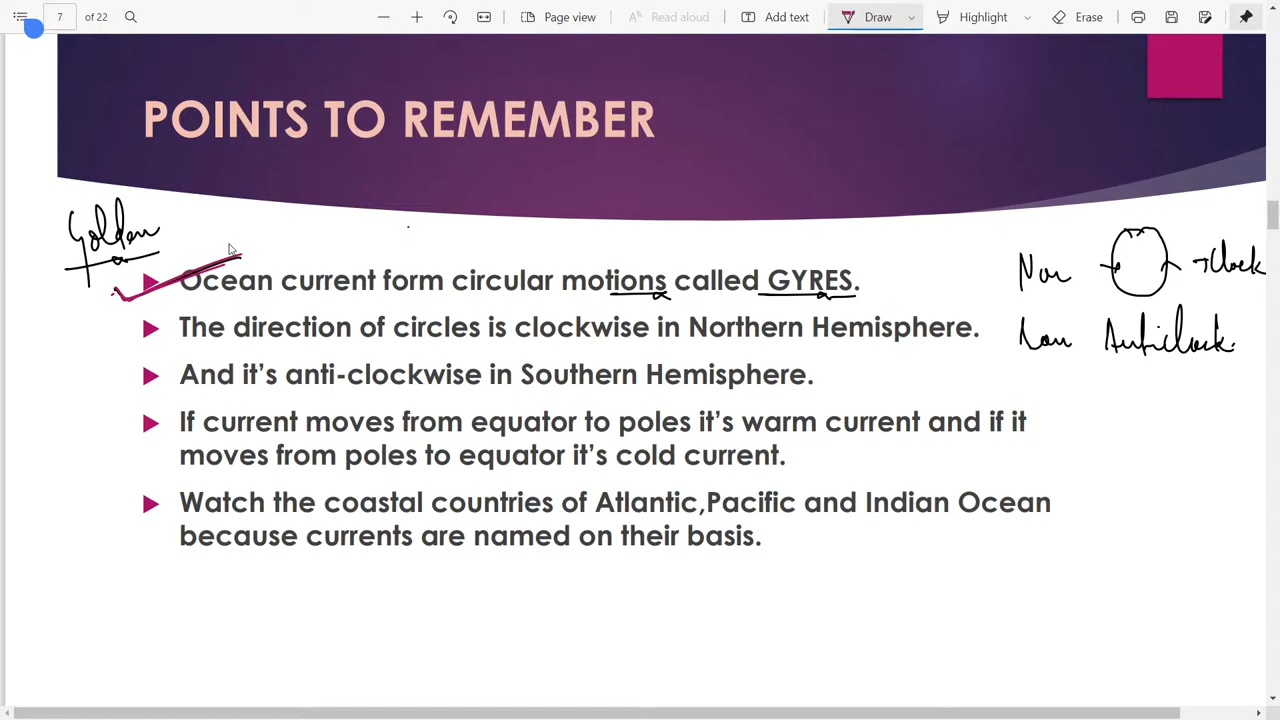 7 of 22 Page view Read aloud Add text Draw Highlight Erase
POINTS TO REMEMBER
Golden
Ocean current form circular motions called GYRES.
Nor Clock
The direction of circles is clockwise in Northern Hemisphere.
Anticlock
And it's anti-clockwise in Southern Hemisphere.
If current moves from equator to poles it's warm current and if it
moves from poles to equator it's cold current.
Watch the coastal countries of Atlantic,Pacific and Indian Ocean
because currents are named on their basis.